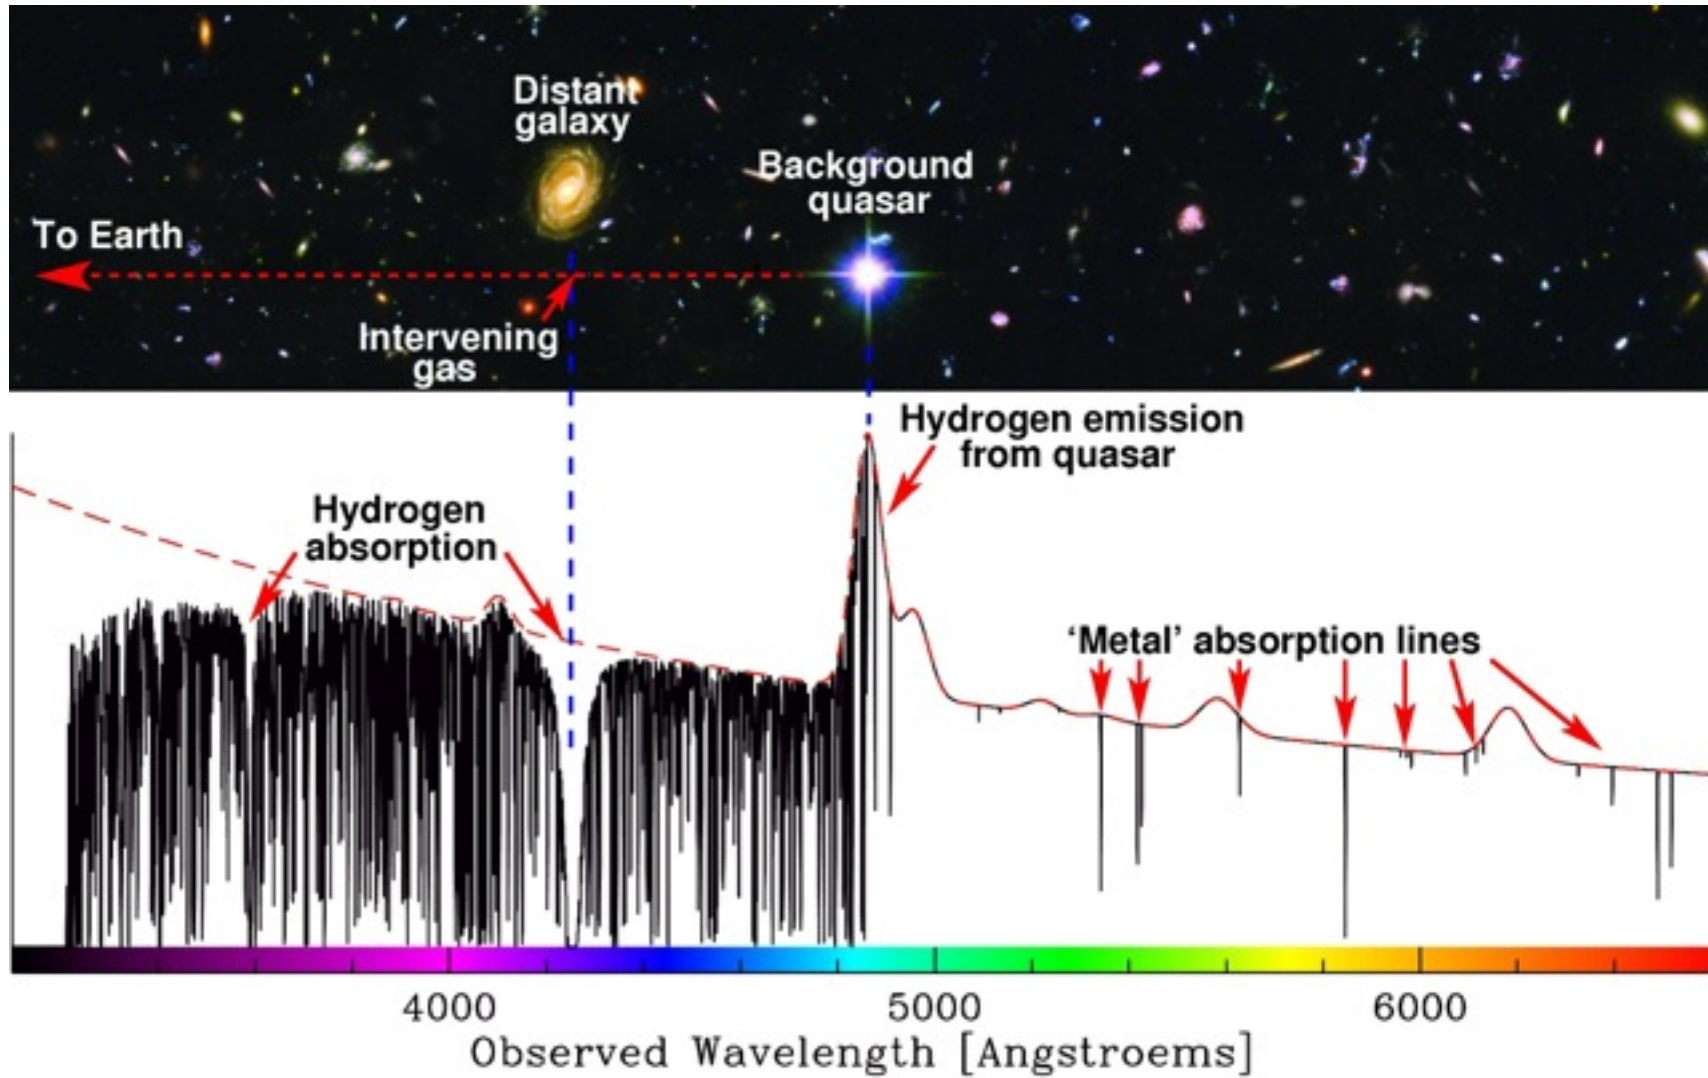 Distant
galaxy
Background
quasar
To Earth
Intervening
gas
Hydrogen emission
from quasar
Hydrogen
absorption
‘Metal’ absorption lines
4000 5000 6000
Observed Wavelength [Angstroems]